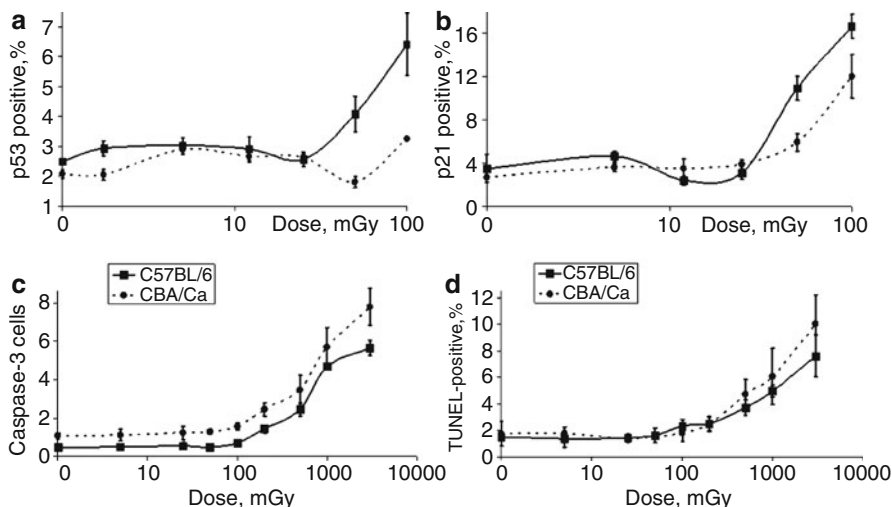 a
p53 positive,%
7
6
5
4
3
2
1
0
10
100
Dose, mGy
b
p21 positive,%
16
12
8
4
0
0
10
100
Dose, mGy
c
C57BL/6
CBA/Ca
Caspase-3 cells
8
6
4
2
0
0
10
100
1000
10000
Dose, mGy
d
C57BL/6
CBA/Ca
TUNEL-positive,%
12
10
8
6
4
2
0
0
10
100
1000
10000
Dose, mGy